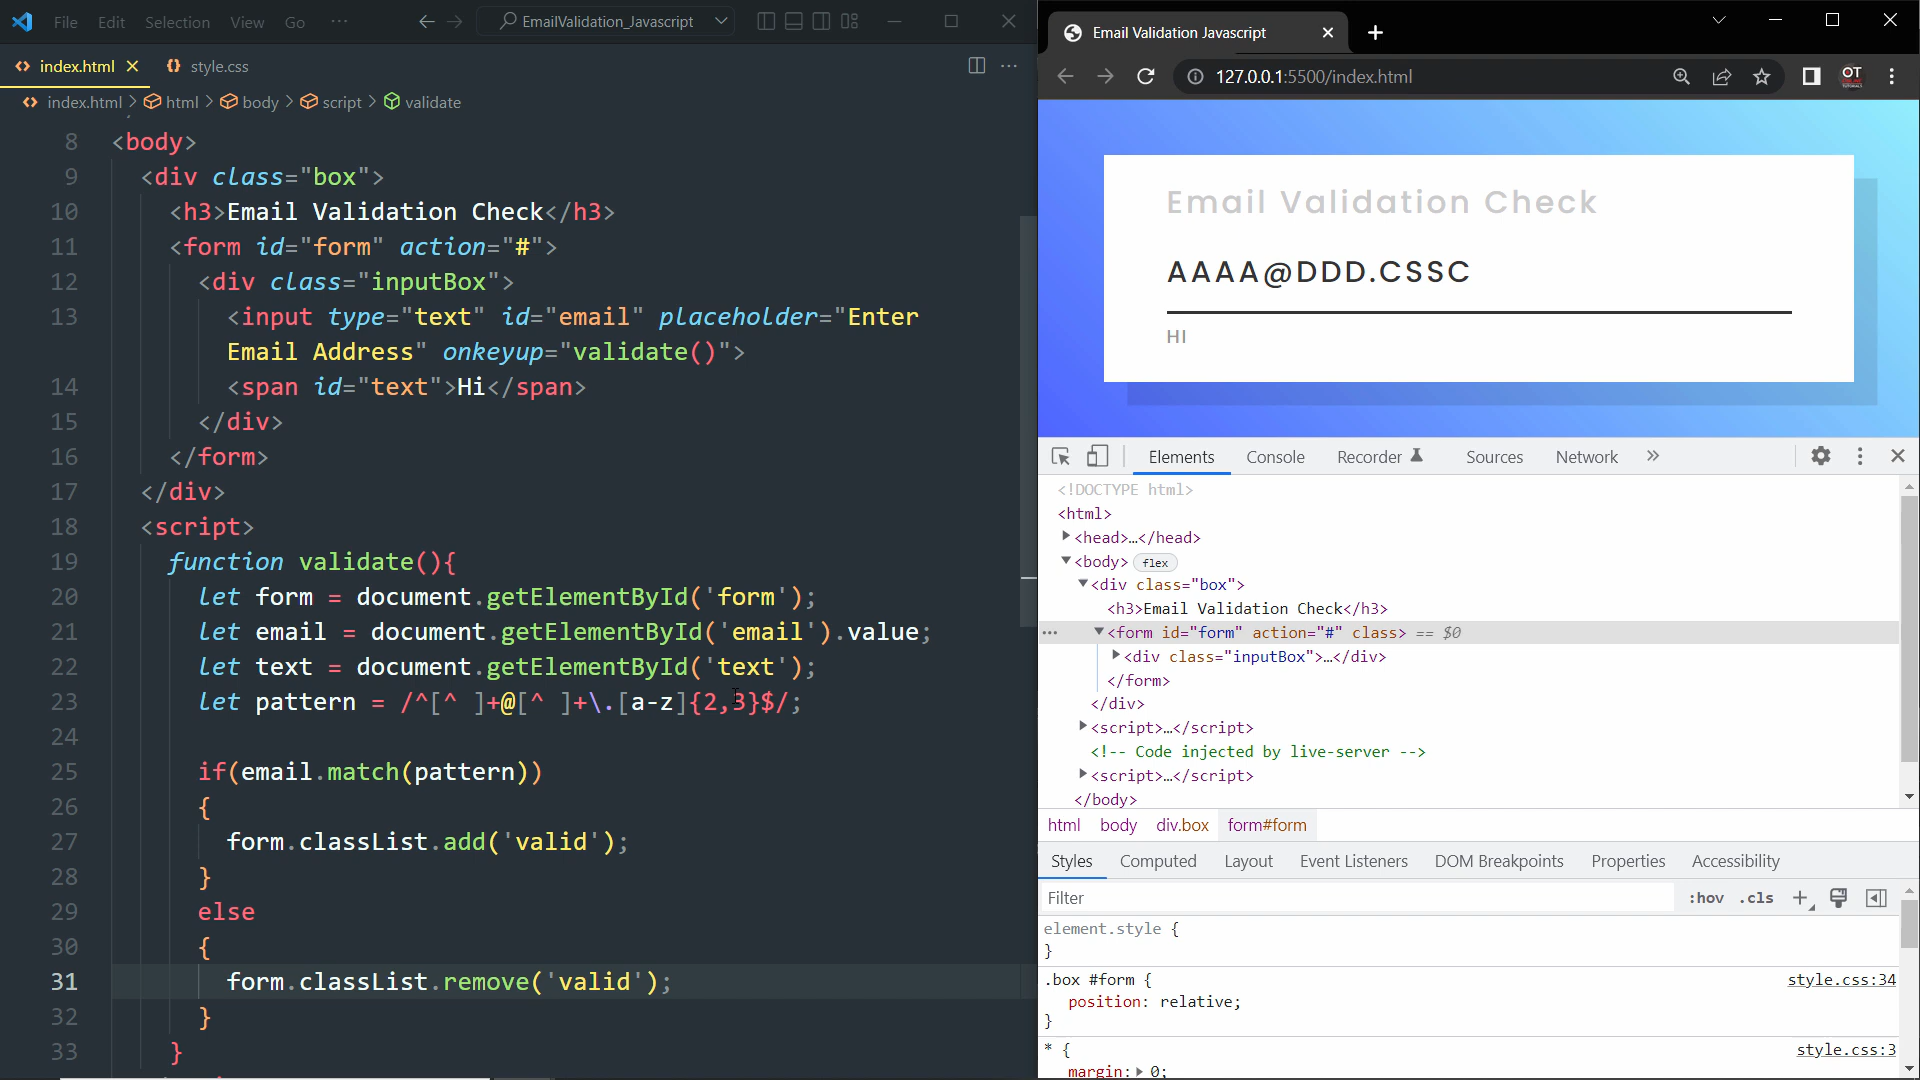 File Edit Selection View Go ··· EmailValidation_Javascript
index.html style.css
index.html > html > body > script > validate
8 <body>
9 <div class="box">
10 <h3>Email Validation Check</h3>
11 <form id="form" action="#">
12 <div class="inputBox">
13 <input type="text" id="email" placeholder="Enter
Email Address" onkeyup="validate()">
14 <span id="text">Hi</span>
15 </div>
16 </form>
17 </div>
18 <script>
19 function validate(){
20 let form = document.getElementById('form');
21 let email = document.getElementById('email').value;
22 let text = document.getElementById('text');
23 let pattern = /^[^ ]+@[^ ]+\.[a-z]{2,3}$/;
24
25 if(email.match(pattern))
26 {
27 form.classList.add('valid');
28 }
29 else
30 {
31 form.classList.remove('valid');
32 }
33 }
Email Validation Javascript
127.0.0.1:5500/index.html
OT
Email Validation Check
AAAA@DDD.CSSC
HI
Elements Console Recorder Sources Network »
<!DOCTYPE html>
<html>
<head>…</head>
<body> flex
<div class="box">
<h3>Email Validation Check</h3>
··· <form id="form" action="#" class> == $0
<div class="inputBox">…</div>
</form>
</div>
<script>…</script>
<!-- Code injected by live-server -->
<script>…</script>
</body>
html body div.box form#form
Styles Computed Layout Event Listeners DOM Breakpoints Properties Accessibility
Filter :hov .cls +
element.style {
}
.box #form { style.css:34
position: relative;
}
* { style.css:3
margin: 0;